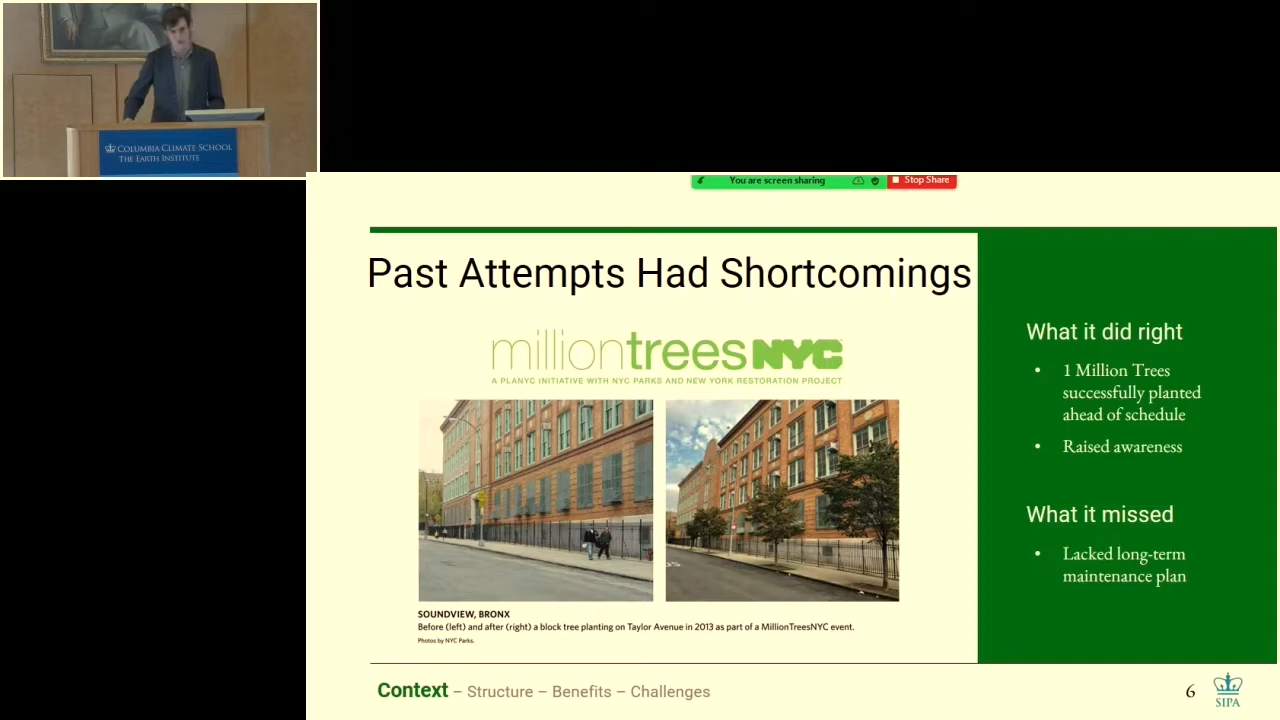 COLUMBIA CLIMATE SCHOOL
THE EARTH INSTITUTE
You are screen sharing
Stop Share
Past Attempts Had Shortcomings
milliontreesNYC
A PLANYC INITIATIVE WITH NYC PARKS AND NEW YORK RESTORATION PROJECT
SOUNDVIEW, BRONX
Before (left) and after (right) a block tree planting on Taylor Avenue in 2013 as part of a MillionTreesNYC event.
Photos by NYC Parks.
What it did right
• 1 Million Trees
successfully planted
ahead of schedule
• Raised awareness
What it missed
• Lacked long-term
maintenance plan
Context – Structure – Benefits – Challenges
6
SIPA